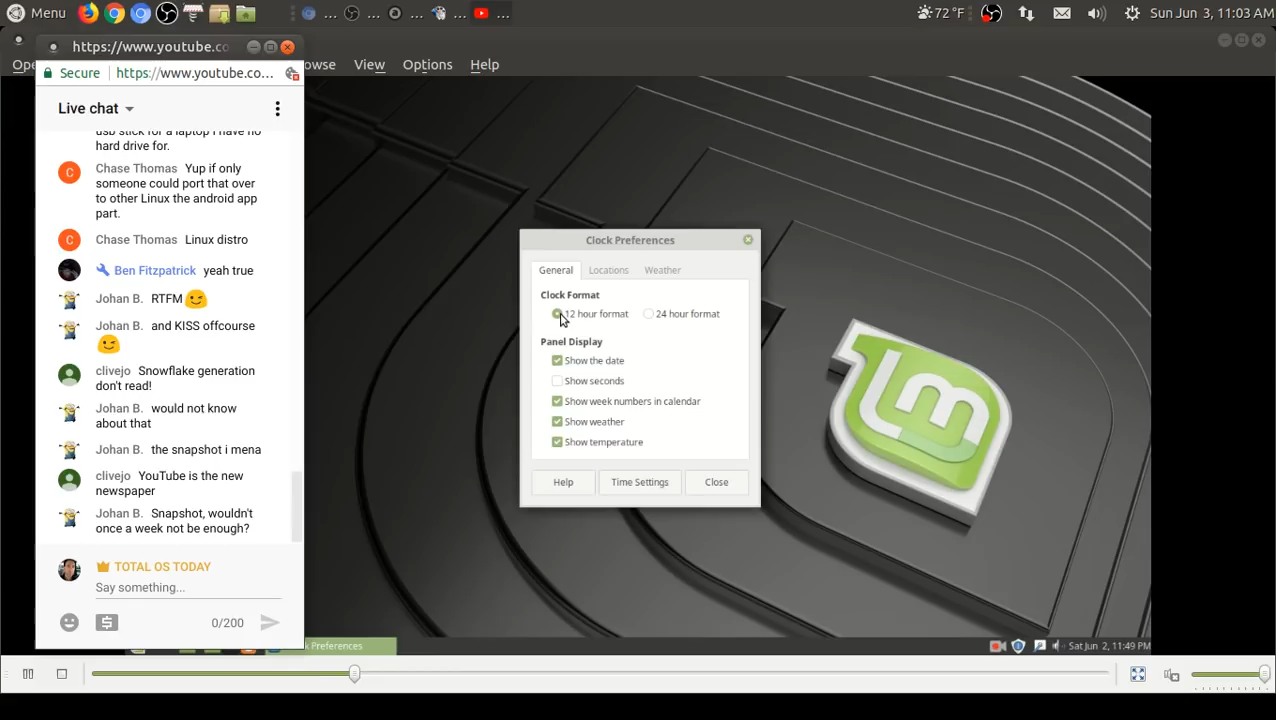 Menu ... ... ... ... ... 72 °F Sun Jun 3, 11:03 AM
https://www.youtube.co
Ope
owse View Options Help
Secure https://www.youtube.co...
Live chat
usb stick for a laptop i have no
hard drive for.
Chase Thomas Yup if only
someone could port that over
to other Linux the android app
part.
Chase Thomas Linux distro
Ben Fitzpatrick yeah true
Johan B. RTFM
Johan B. and KISS offcourse
clivejo Snowflake generation
don't read!
Johan B. would not know
about that
Johan B. the snapshot i mena
clivejo YouTube is the new
newspaper
Johan B. Snapshot, wouldn't
once a week not be enough?
TOTAL OS TODAY
Say something...
0/200
Clock Preferences
General Locations Weather
Clock Format
12 hour format 24 hour format
Panel Display
Show the date
Show seconds
Show week numbers in calendar
Show weather
Show temperature
Help Time Settings Close
k Preferences
Sat Jun 2, 11:49 PM